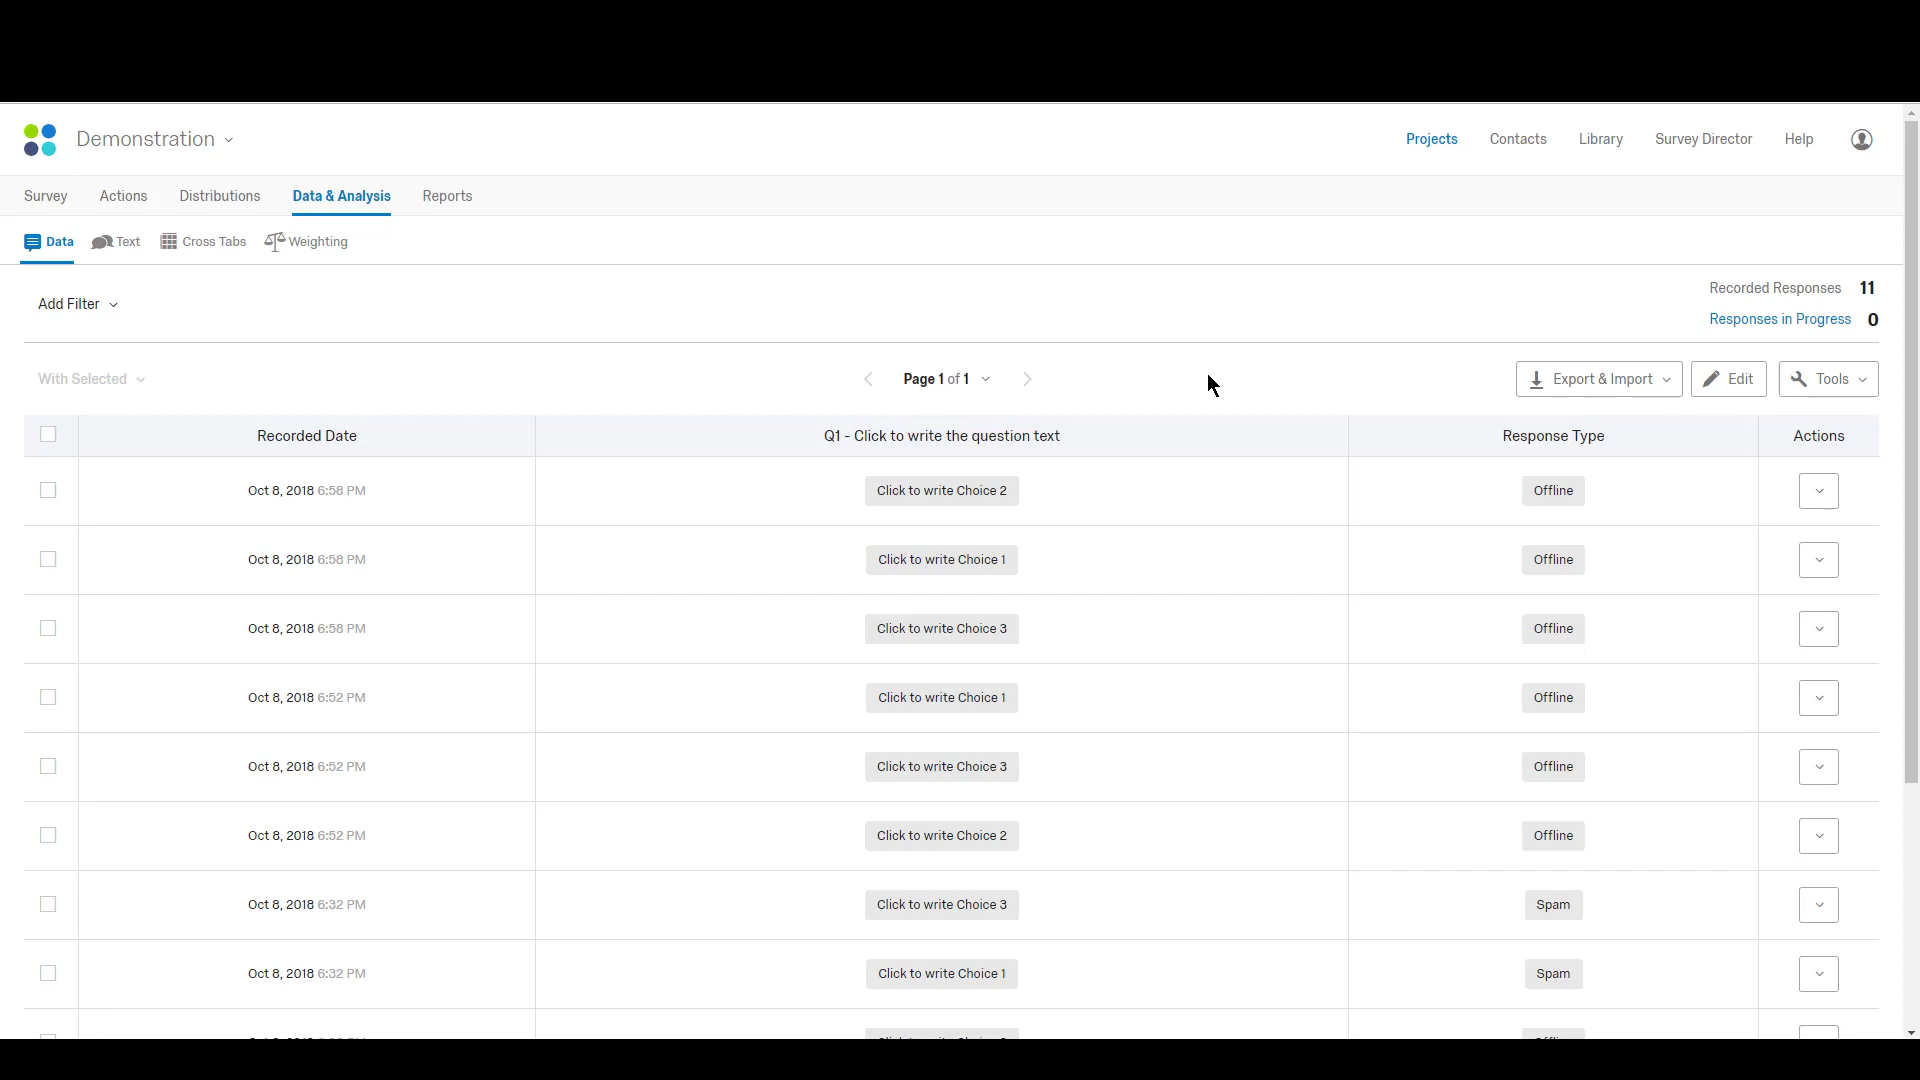 Demonstration
Projects Contacts Library Survey Director Help
Survey Actions Distributions Data & Analysis Reports
Data Text Cross Tabs Weighting
Add Filter
Recorded Responses 11
Responses in Progress 0
With Selected Page 1 of 1 Export & Import Edit Tools
Recorded Date Q1 - Click to write the question text Response Type Actions
Oct 8, 2018 6:58 PM Click to write Choice 2 Offline
Oct 8, 2018 6:58 PM Click to write Choice 1 Offline
Oct 8, 2018 6:58 PM Click to write Choice 3 Offline
Oct 8, 2018 6:52 PM Click to write Choice 1 Offline
Oct 8, 2018 6:52 PM Click to write Choice 3 Offline
Oct 8, 2018 6:52 PM Click to write Choice 2 Offline
Oct 8, 2018 6:32 PM Click to write Choice 3 Spam
Oct 8, 2018 6:32 PM Click to write Choice 1 Spam